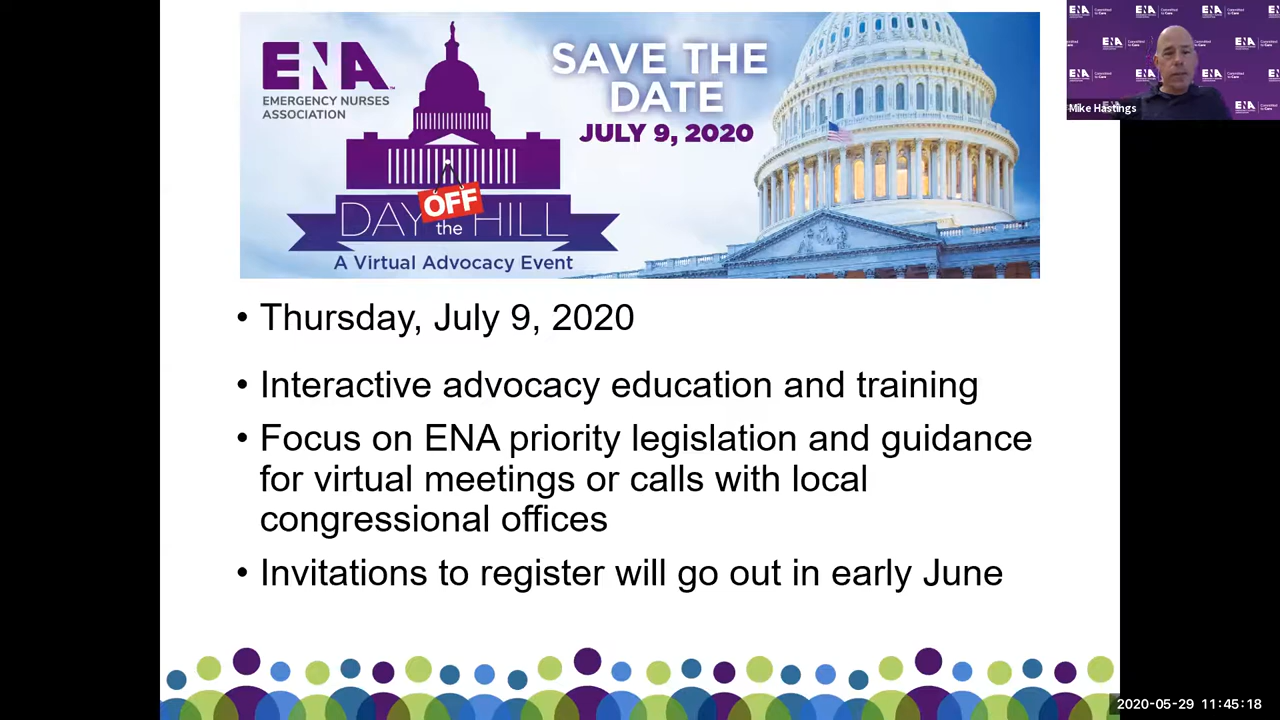 ENA
EMERGENCY NURSES
ASSOCIATION
SAVE THE
DATE
JULY 9, 2020
DAY OFF the HILL
A Virtual Advocacy Event
• Thursday, July 9, 2020
• Interactive advocacy education and training
• Focus on ENA priority legislation and guidance
for virtual meetings or calls with local
congressional offices
• Invitations to register will go out in early June
Mike Hastings
2020-05-29 11:45:18